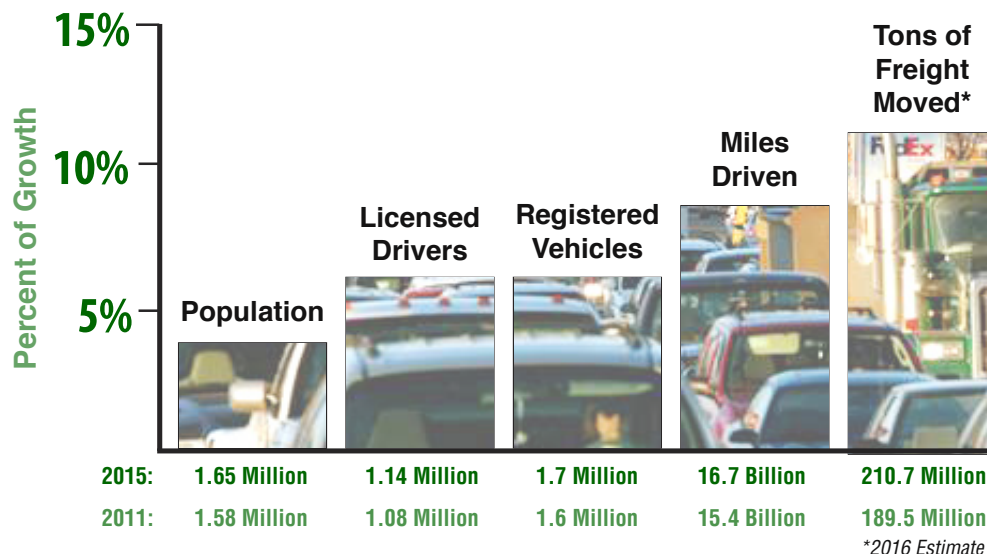 15%
10%
5%
Percent of Growth
Population
Licensed
Drivers
Registered
Vehicles
Miles
Driven
Tons of
Freight
Moved*
FedEx
2015: 1.65 Million 1.14 Million 1.7 Million 16.7 Billion 210.7 Million
2011: 1.58 Million 1.08 Million 1.6 Million 15.4 Billion 189.5 Million
*2016 Estimate